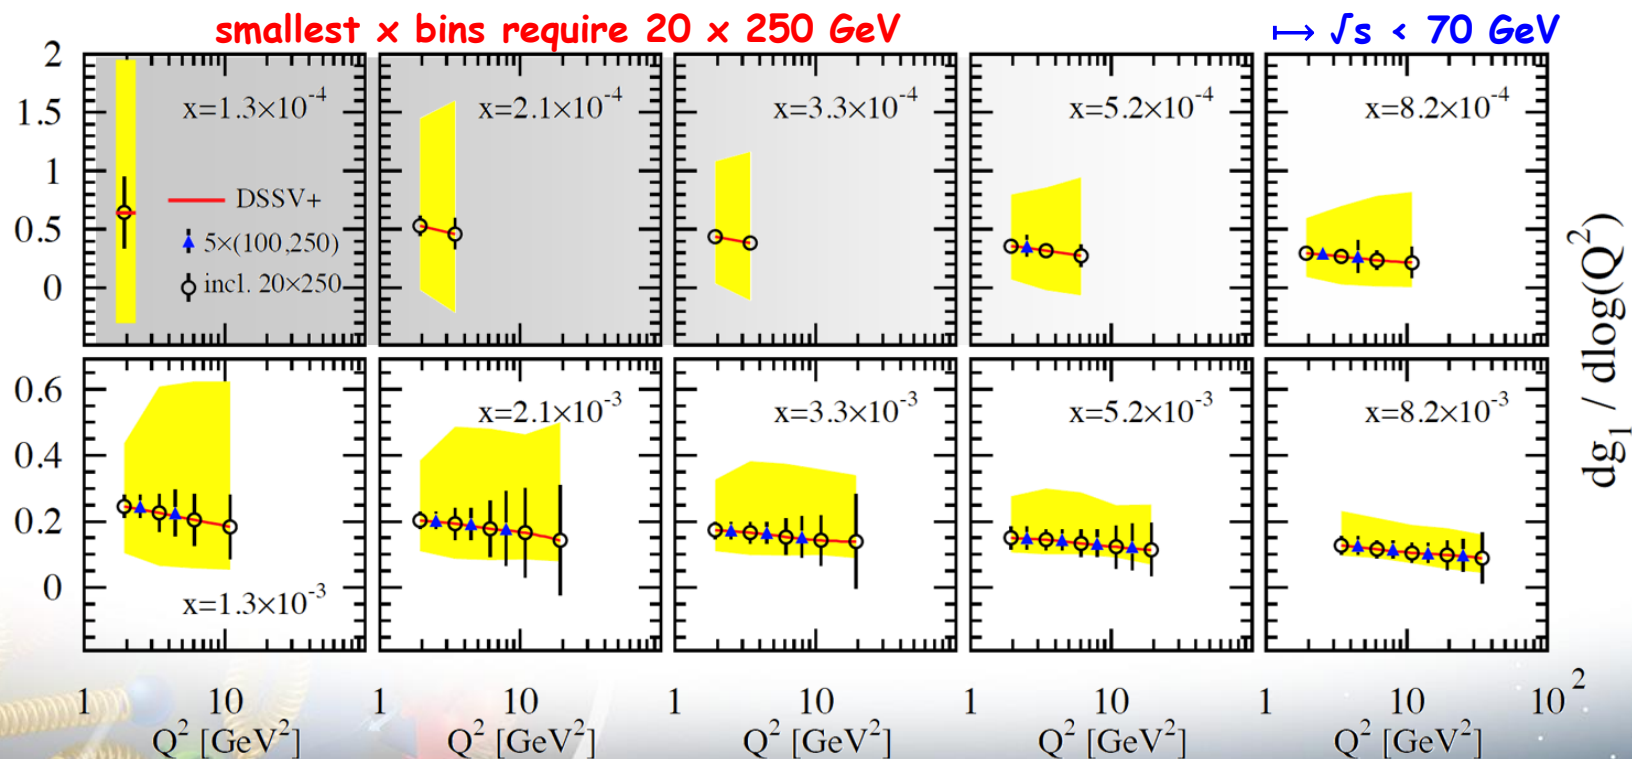 smallest x bins require 20 x 250 GeV
↦ √s < 70 GeV
2
1.5
1
0.5
0
x=1.3×10⁻⁴
x=2.1×10⁻⁴
x=3.3×10⁻⁴
x=5.2×10⁻⁴
x=8.2×10⁻⁴
DSSV+
5×(100,250)
incl. 20×250
0.6
0.4
0.2
0
x=1.3×10⁻³
x=2.1×10⁻³
x=3.3×10⁻³
x=5.2×10⁻³
x=8.2×10⁻³
dg₁ / dlog(Q²)
1 10 1 10 1 10 1 10 1 10 10²
Q² [GeV²] Q² [GeV²] Q² [GeV²] Q² [GeV²] Q² [GeV²]